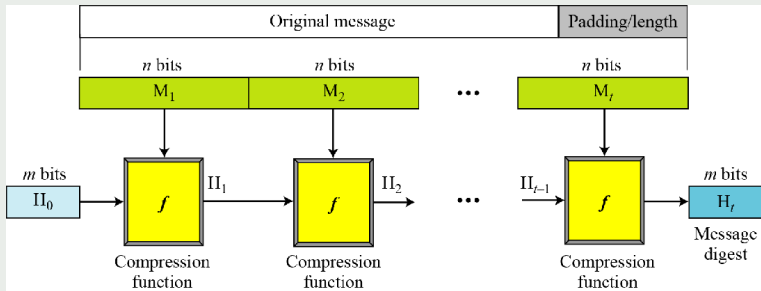 Original message Padding/length
n bits n bits n bits
M1 M2 ... Mt
m bits H1 H2 ... Ht–1 m bits
H0 f f f Ht
Compression function Compression function Compression function Message digest